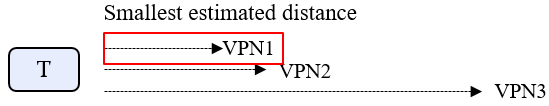 Smallest estimated distance
VPN1
T
VPN2
VPN3